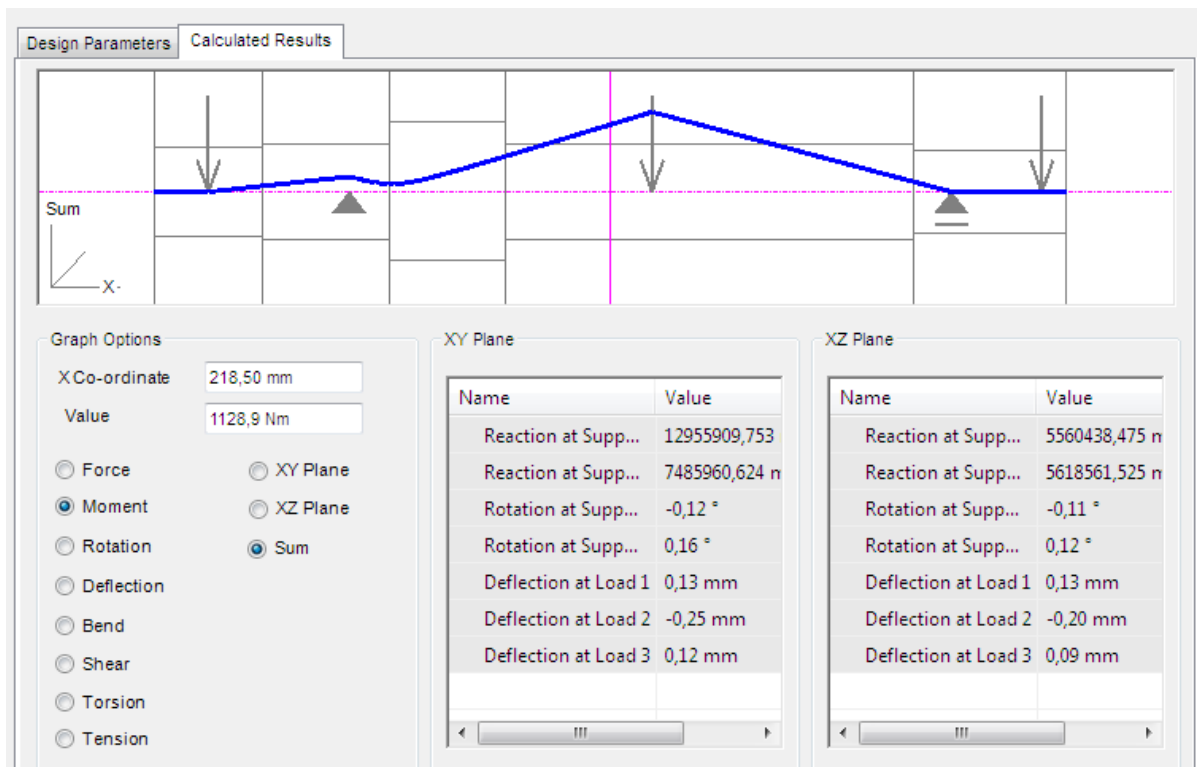 Design Parameters Calculated Results
Sum
X-
Graph Options
X Co-ordinate 218,50 mm
Value 1128,9 Nm
Force XY Plane
Moment XZ Plane
Rotation Sum
Deflection
Bend
Shear
Torsion
Tension
XY Plane
Name Value
Reaction at Supp... 12955909,753
Reaction at Supp... 7485960,624 m
Rotation at Supp... -0,12 °
Rotation at Supp... 0,16 °
Deflection at Load 1 0,13 mm
Deflection at Load 2 -0,25 mm
Deflection at Load 3 0,12 mm
XZ Plane
Name Value
Reaction at Supp... 5560438,475 m
Reaction at Supp... 5618561,525 m
Rotation at Supp... -0,11 °
Rotation at Supp... 0,12 °
Deflection at Load 1 0,13 mm
Deflection at Load 2 -0,20 mm
Deflection at Load 3 0,09 mm